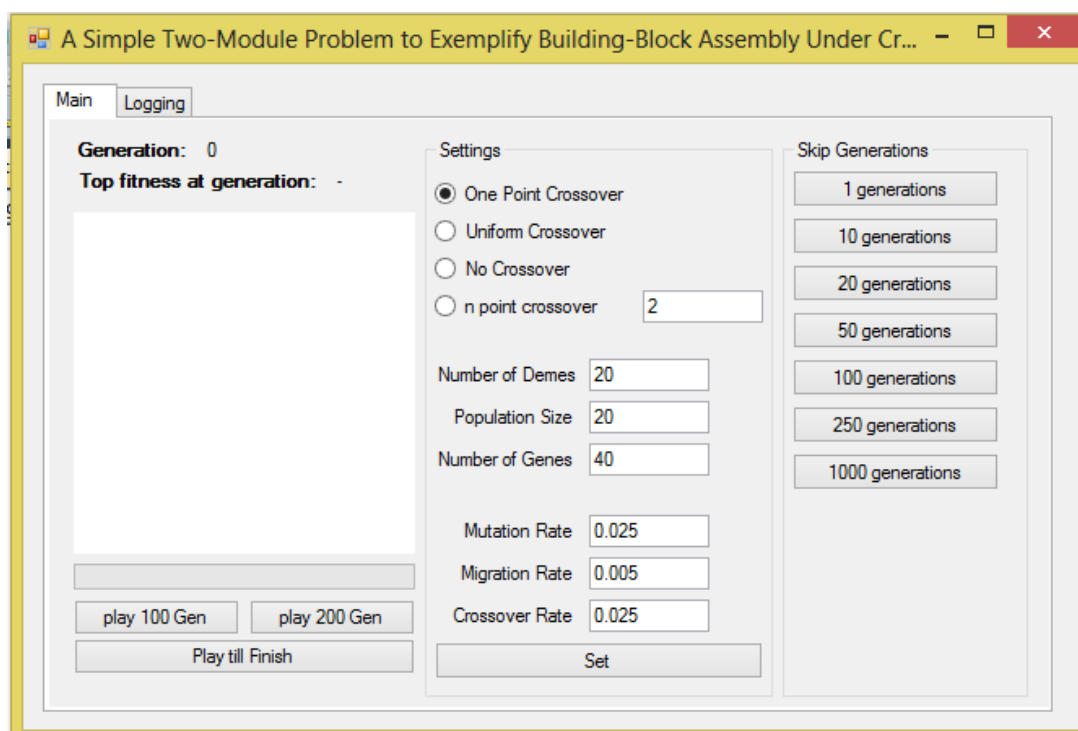 A Simple Two-Module Problem to Exemplify Building-Block Assembly Under Cr...
Main
Logging
Generation: 0
Top fitness at generation: -
play 100 Gen
play 200 Gen
Play till Finish
Settings
One Point Crossover
Uniform Crossover
No Crossover
n point crossover 2
Number of Demes 20
Population Size 20
Number of Genes 40
Mutation Rate 0.025
Migration Rate 0.005
Crossover Rate 0.025
Set
Skip Generations
1 generations
10 generations
20 generations
50 generations
100 generations
250 generations
1000 generations